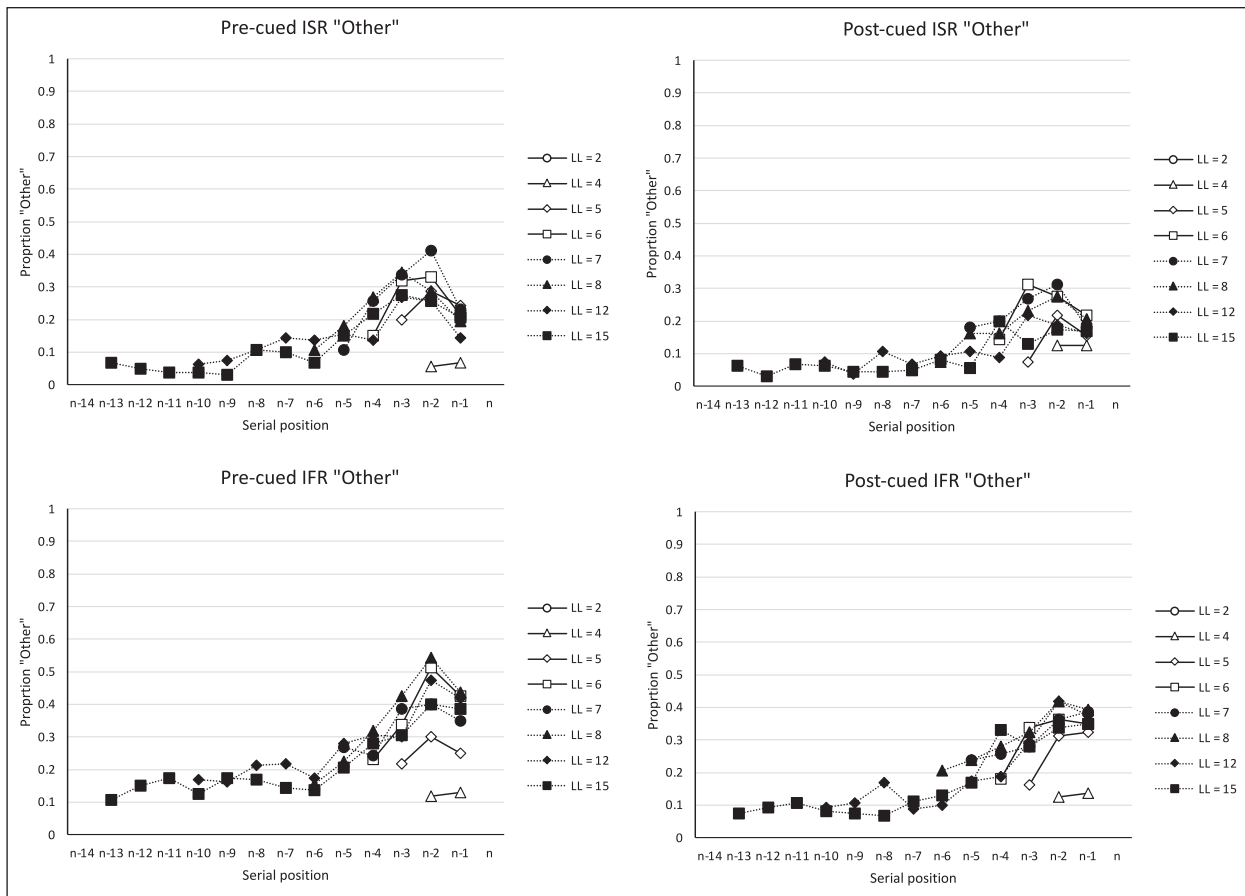 Pre-cued ISR "Other"
Proprtion "Other"
1
0.9
0.8
0.7
0.6
0.5
0.4
0.3
0.2
0.1
0
n-14 n-13 n-12 n-11 n-10 n-9 n-8 n-7 n-6 n-5 n-4 n-3 n-2 n-1 n
Serial position
LL = 2
LL = 4
LL = 5
LL = 6
LL = 7
LL = 8
LL = 12
LL = 15
Post-cued ISR "Other"
Proprtion "Other"
1
0.9
0.8
0.7
0.6
0.5
0.4
0.3
0.2
0.1
0
n-14 n-13 n-12 n-11 n-10 n-9 n-8 n-7 n-6 n-5 n-4 n-3 n-2 n-1 n
Serial position
LL = 2
LL = 4
LL = 5
LL = 6
LL = 7
LL = 8
LL = 12
LL = 15
Pre-cued IFR "Other"
Proprtion "Other"
1
0.9
0.8
0.7
0.6
0.5
0.4
0.3
0.2
0.1
0
n-14 n-13 n-12 n-11 n-10 n-9 n-8 n-7 n-6 n-5 n-4 n-3 n-2 n-1 n
Serial position
LL = 2
LL = 4
LL = 5
LL = 6
LL = 7
LL = 8
LL = 12
LL = 15
Post-cued IFR "Other"
Proprtion "Other"
1
0.9
0.8
0.7
0.6
0.5
0.4
0.3
0.2
0.1
0
n-14 n-13 n-12 n-11 n-10 n-9 n-8 n-7 n-6 n-5 n-4 n-3 n-2 n-1 n
Serial position
LL = 2
LL = 4
LL = 5
LL = 6
LL = 7
LL = 8
LL = 12
LL = 15